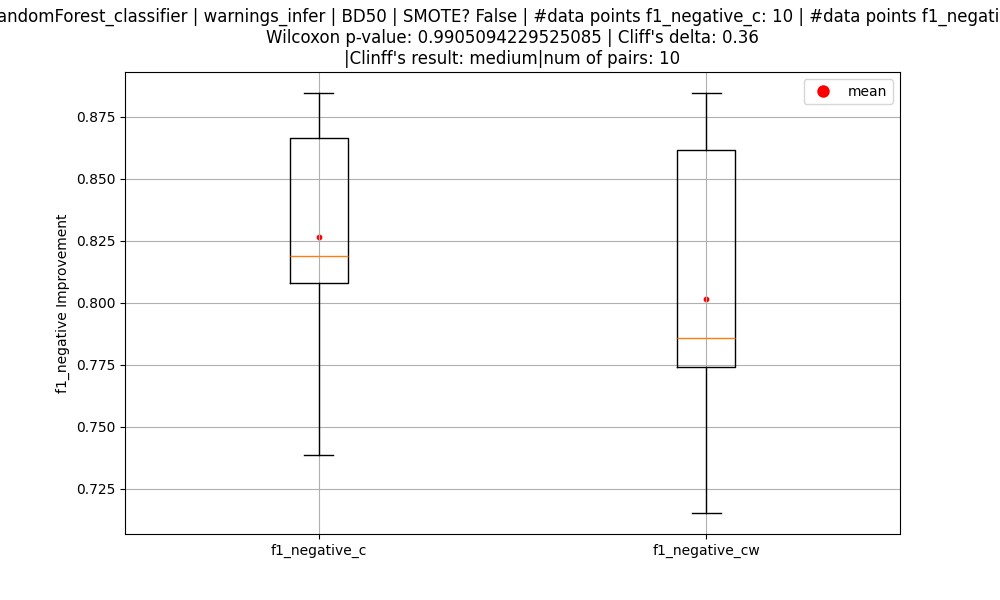 andomForest_classifier | warnings_infer | BD50 | SMOTE? False | #data points f1_negative_c: 10 | #data points f1_negati
Wilcoxon p-value: 0.9905094229525085 | Cliff's delta: 0.36
|Clinff's result: medium|num of pairs: 10
mean
0.875
0.850
0.825
0.800
0.775
0.750
0.725
f1_negative Improvement
f1_negative_c
f1_negative_cw